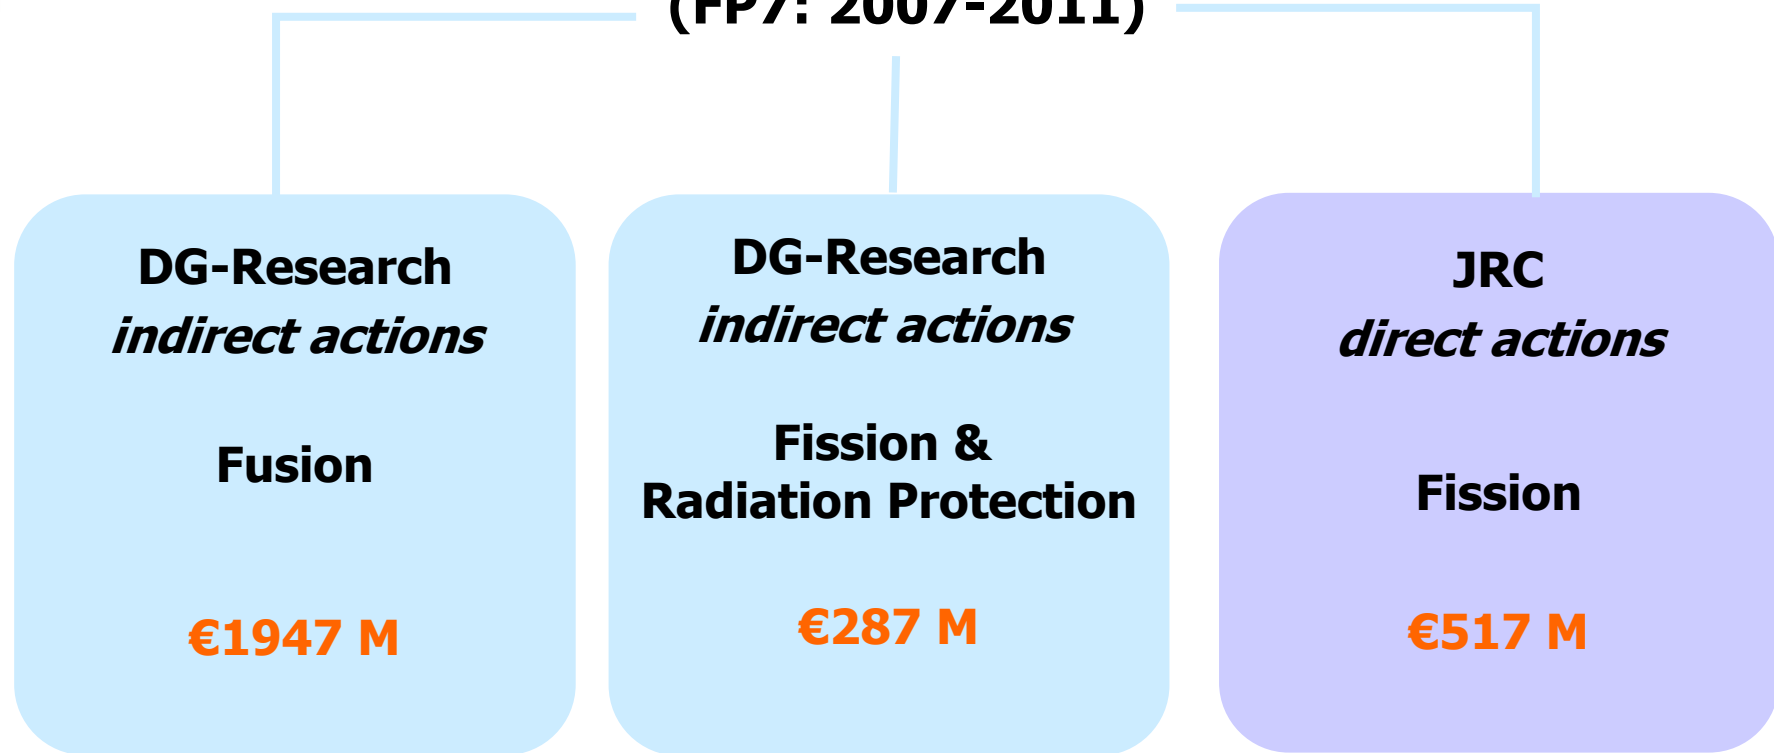 (FP7: 2007-2011)
DG-Research
indirect actions
Fusion
€1947 M
DG-Research
indirect actions
Fission &
Radiation Protection
€287 M
JRC
direct actions
Fission
€517 M